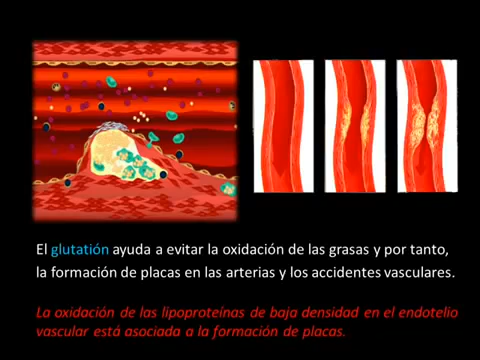 El glutatión ayuda a evitar la oxidación de las grasas y por tanto,
la formación de placas en las arterias y los accidentes vasculares.
La oxidación de las lipoproteínas de baja densidad en el endotelio
vascular está asociada a la formación de placas.